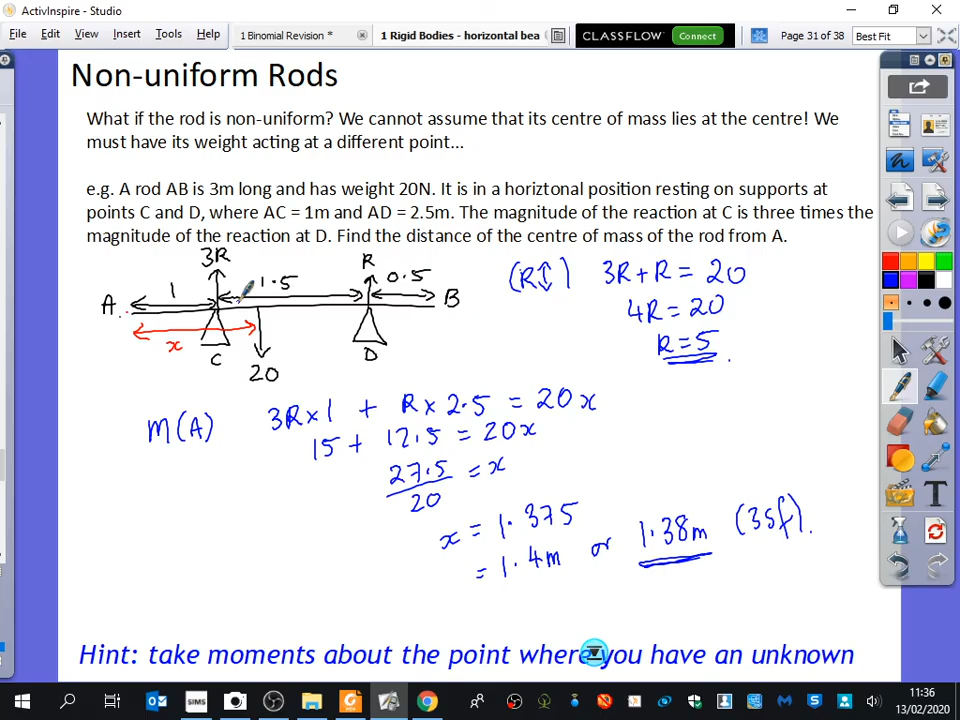 ActivInspire - Studio
File Edit View Insert Tools Help
1 Binomial Revision *
1 Rigid Bodies - horizontal bea
CLASSFLOW Connect
Page 31 of 38
Best Fit
Non-uniform Rods
What if the rod is non-uniform? We cannot assume that its centre of mass lies at the centre! We
must have its weight acting at a different point...
e.g. A rod AB is 3m long and has weight 20N. It is in a horiztonal position resting on supports at
points C and D, where AC = 1m and AD = 2.5m. The magnitude of the reaction at C is three times the
magnitude of the reaction at D. Find the distance of the centre of mass of the rod from A.
3R R
1 1.5 0.5
A B
x
C D
20
(R↕) 3R+R = 20
4R = 20
R = 5
M(A) 3R×1 + R×2.5 = 20x
15 + 12.5 = 20x
27.5/20 = x
x = 1.375
= 1.4m or 1.38m (3sf).
Hint: take moments about the point where you have an unknown
SIMS
11:36
13/02/2020